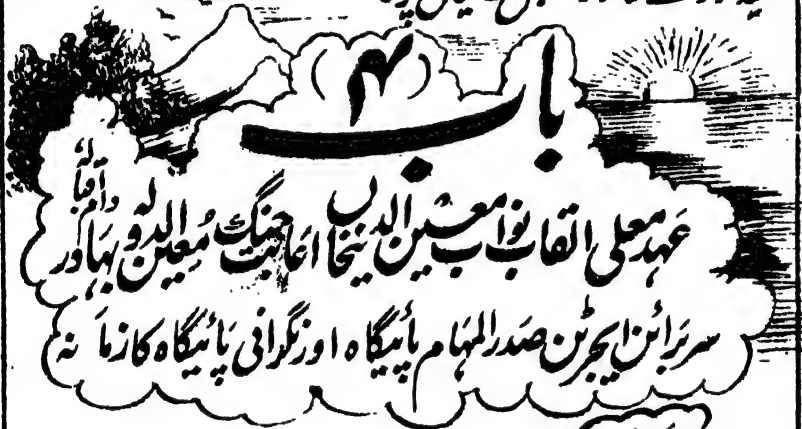 باب (۴)
عہد معلی القاب نواب معین الدین خاں اعانت جنگ معین الدولہ بہادر دام اقبالہ
سر برائن ایجرٹن صدر المہام پائیگاہ اور نگرانی پائیگاہ کا زمانہ